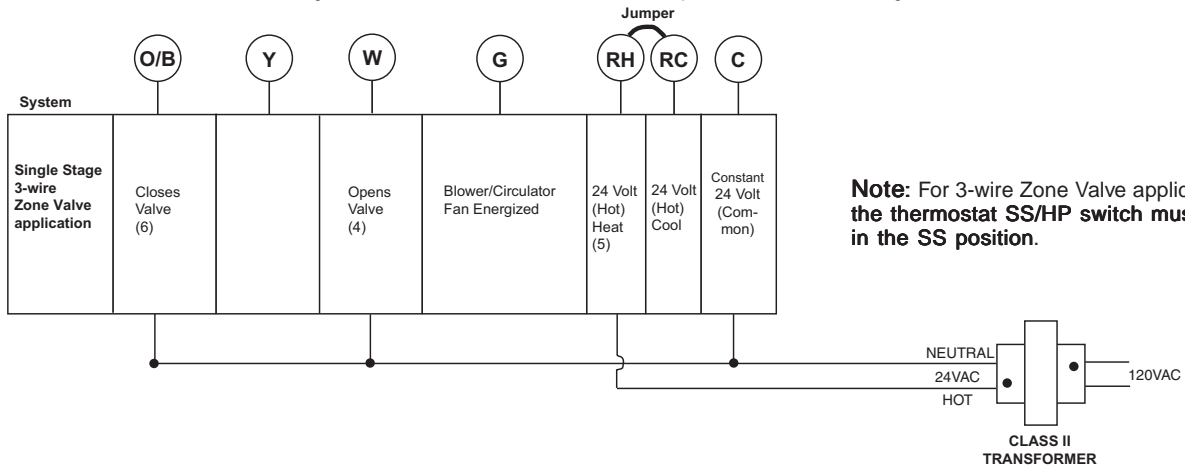 Jumper
O/B
Y
W
G
RH
RC
C
System
Single Stage
3-wire
Zone Valve
application
Closes
Valve
(6)
Opens
Valve
(4)
Blower/Circulator
Fan Energized
24 Volt
(Hot)
Heat
(5)
24 Volt
(Hot)
Cool
Constant
24 Volt
(Com-
mon)
Note: For 3-wire Zone Valve
the thermostat SS/HP switch
in the SS position.
NEUTRAL
24VAC
HOT
120VAC
CLASS II
TRANSFORMER